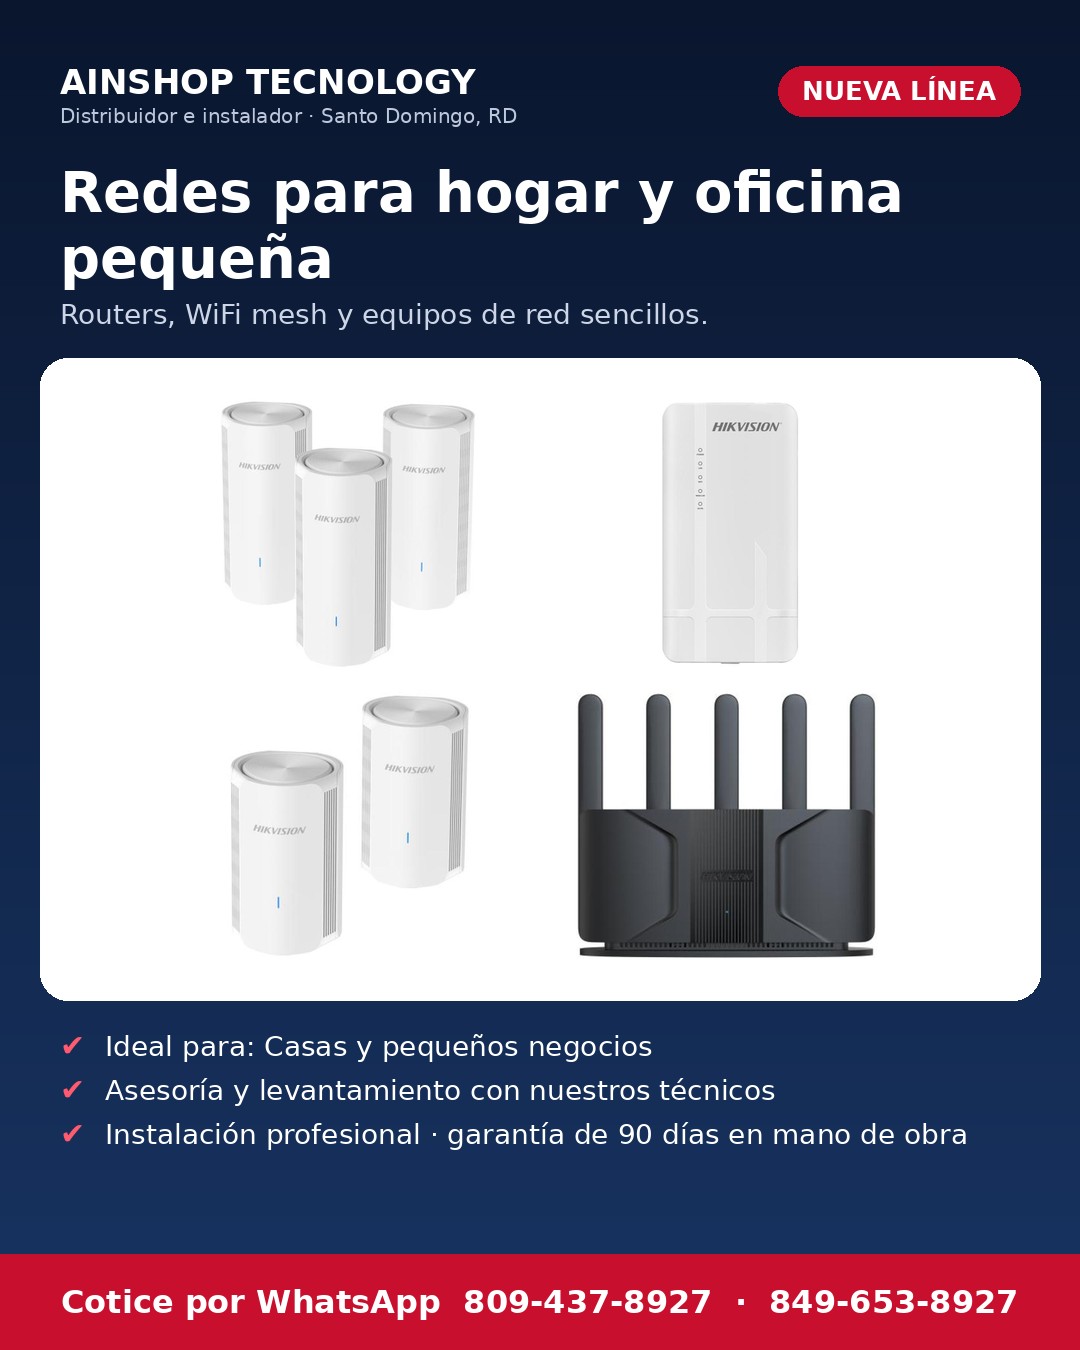 AINSHOP TECNOLOGY
Distribuidor e instalador · Santo Domingo, RD
NUEVA LÍNEA
Redes para hogar y oficina
pequeña
Routers, WiFi mesh y equipos de red sencillos.
HIKVISION
HIKVISION
HIKVISION
HIKVISION
HIKVISION
HIKVISION
HIKVISION
✔ Ideal para: Casas y pequeños negocios
✔ Asesoría y levantamiento con nuestros técnicos
✔ Instalación profesional · garantía de 90 días en mano de obra
Cotice por WhatsApp 809-437-8927 · 849-653-8927